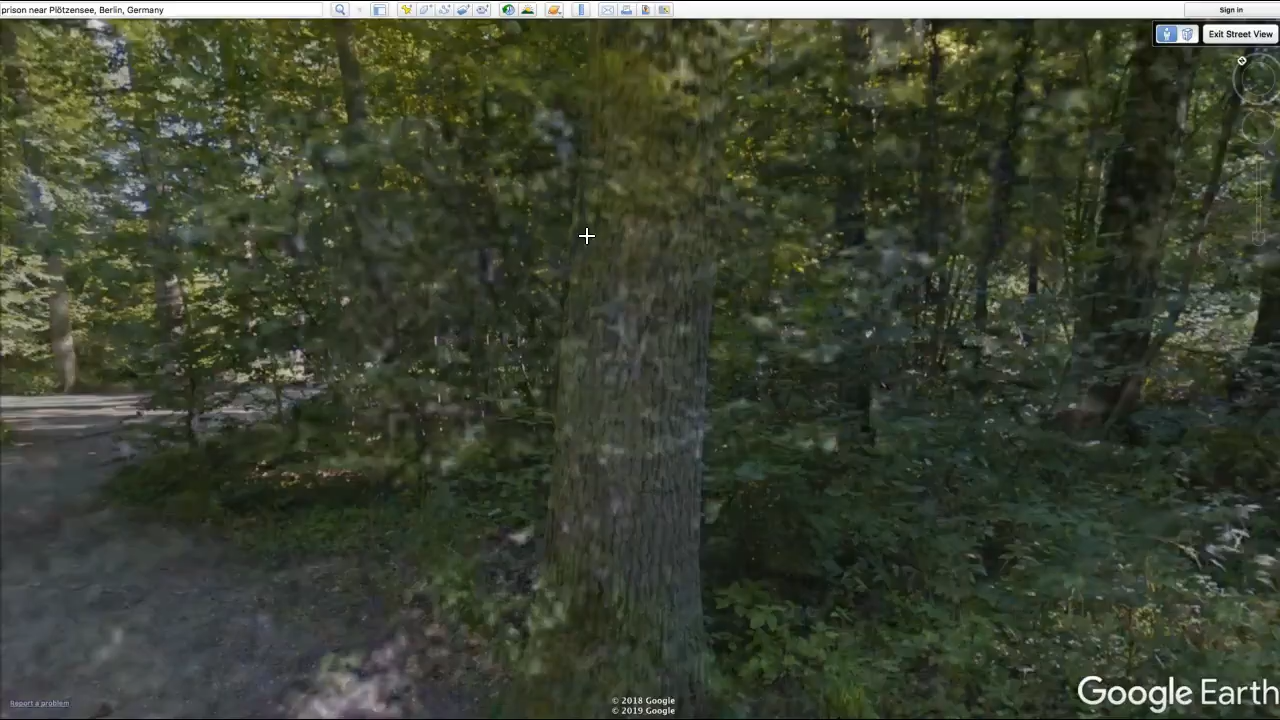 prison near Plötzensee, Berlin, Germany
Sign in
Exit Street View
Report a problem
© 2018 Google
© 2019 Google
Google Earth